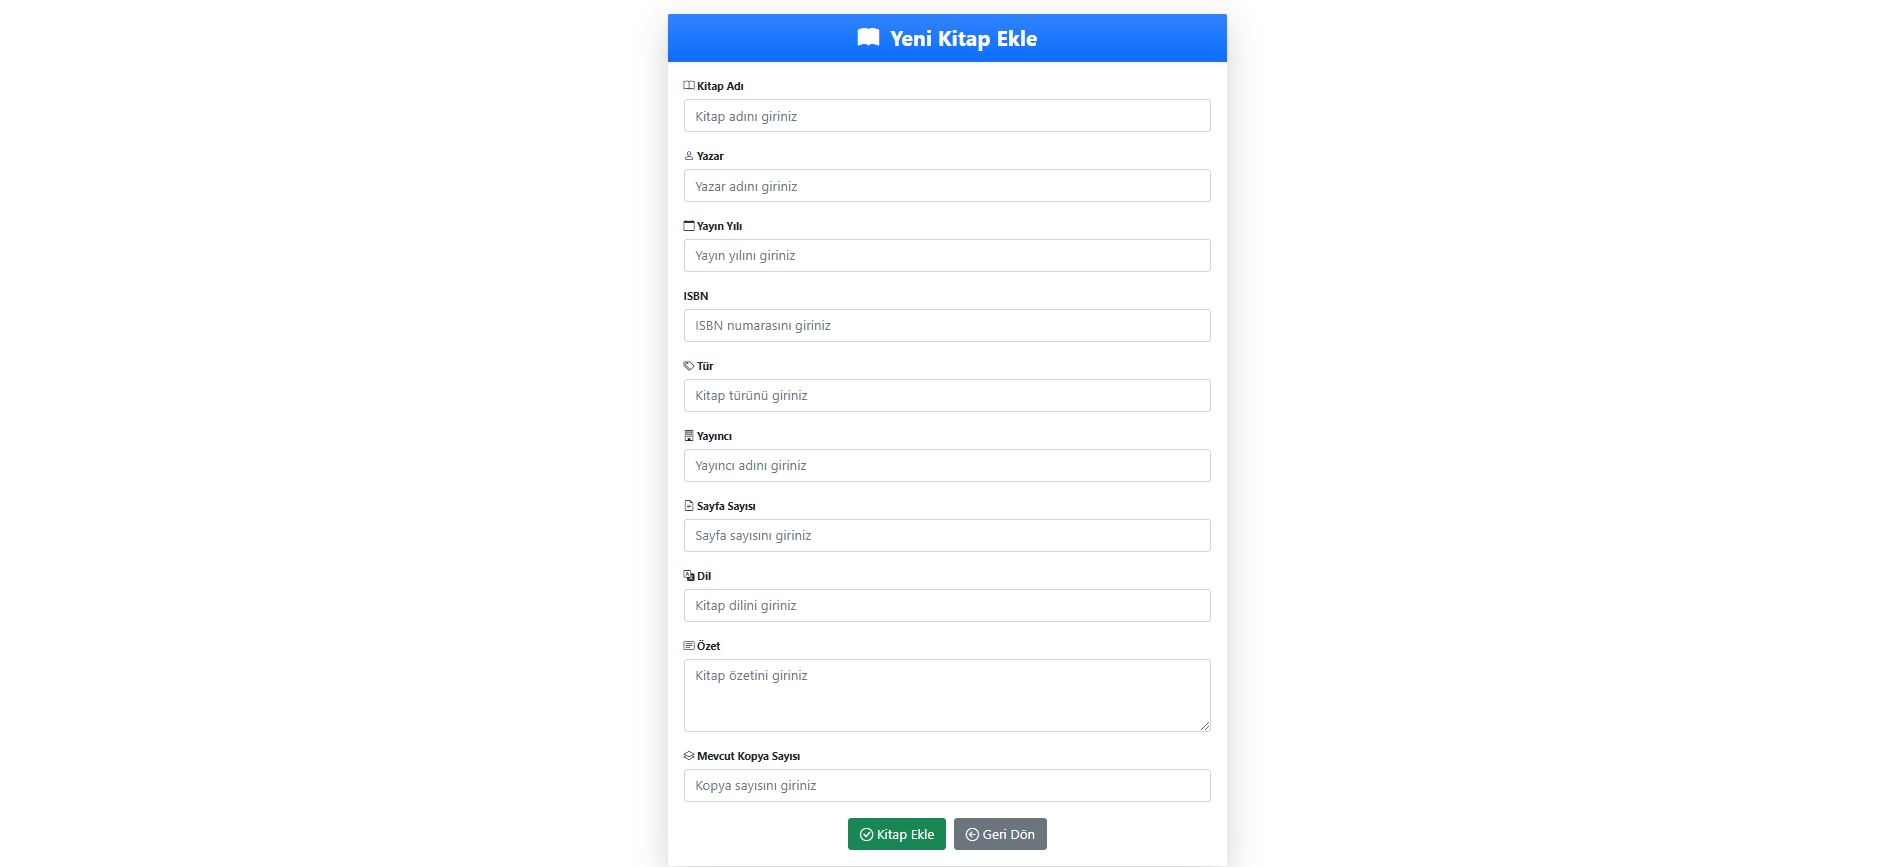 Yeni Kitap Ekle
Kitap Adı
Kitap adını giriniz
Yazar
Yazar adını giriniz
Yayın Yılı
Yayın yılını giriniz
ISBN
ISBN numarasını giriniz
Tür
Kitap türünü giriniz
Yayıncı
Yayıncı adını giriniz
Sayfa Sayısı
Sayfa sayısını giriniz
Dil
Kitap dilini giriniz
Özet
Kitap özetini giriniz
Mevcut Kopya Sayısı
Kopya sayısını giriniz
Kitap Ekle Geri Dön